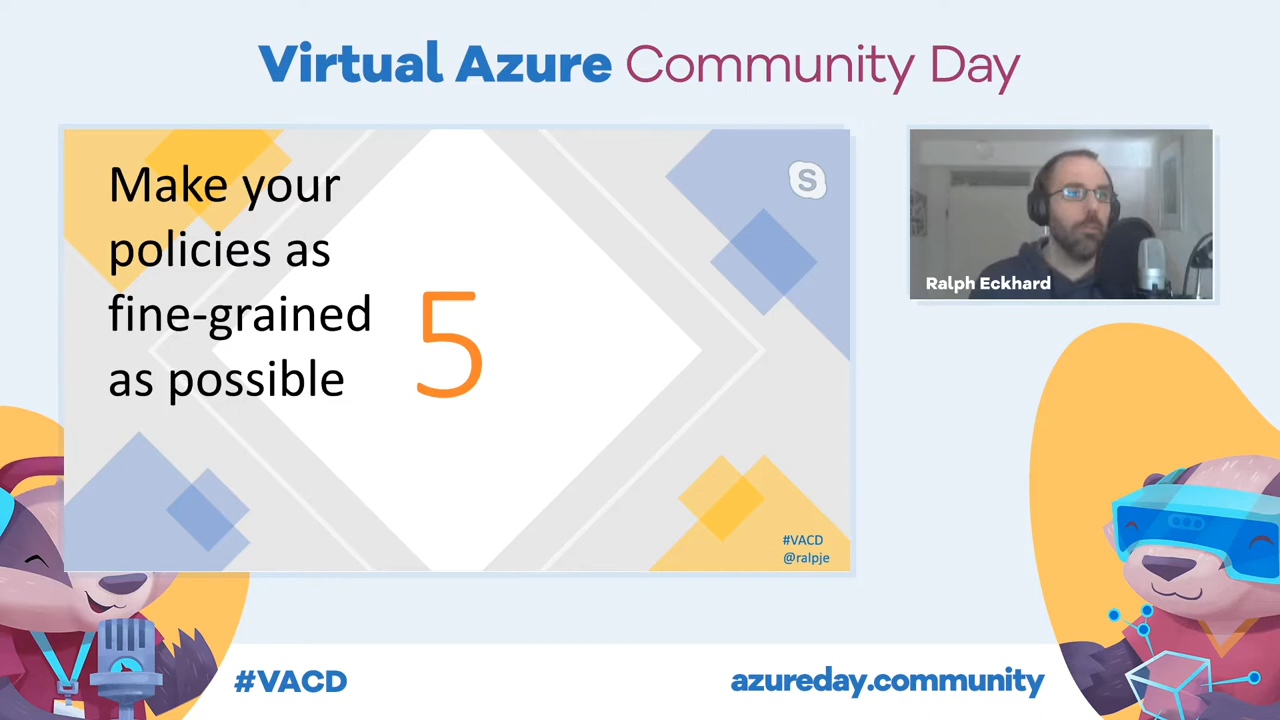 Virtual Azure Community Day
Make your
policies as
fine-grained
as possible
5
S
Ralph Eckhard
#VACD
@ralpje
#VACD
azureday.community